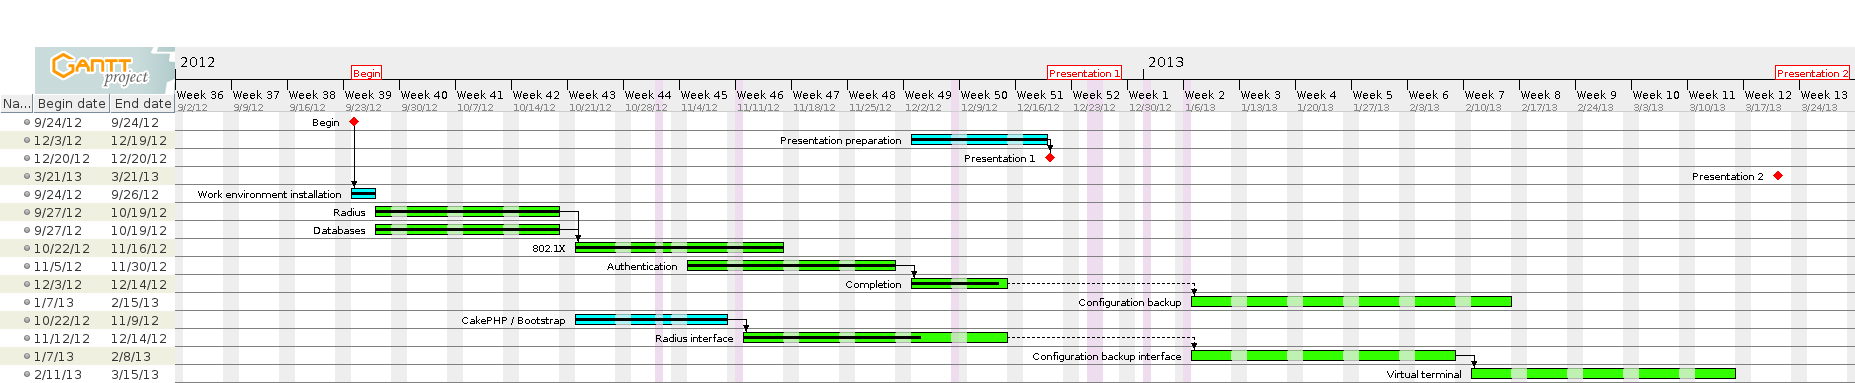 2012
2013
GANTT
project
Begin
Presentation 1
Presentation 2
Week 36 Week 37 Week 38 Week 39 Week 40 Week 41 Week 42 Week 43 Week 44 Week 45 Week 46 Week 47 Week 48 Week 49 Week 50 Week 51 Week 52 Week 1 Week 2 Week 3 Week 4 Week 5 Week 6 Week 7 Week 8 Week 9 Week 10 Week 11 Week 12 Week 13
Na... Begin date End date 9/2/12 9/9/12 9/16/12 9/23/12 9/30/12 10/7/12 10/14/12 10/21/12 10/28/12 11/4/12 11/11/12 11/18/12 11/25/12 12/2/12 12/9/12 12/16/12 12/23/12 12/30/12 1/6/13 1/13/13 1/20/13 1/27/13 2/3/13 2/10/13 2/17/13 2/24/13 3/3/13 3/10/13 3/17/13 3/24/13
9/24/12 9/24/12 Begin
12/3/12 12/19/12 Presentation preparation
12/20/12 12/20/12 Presentation 1
3/21/13 3/21/13 Presentation 2
9/24/12 9/26/12 Work environment installation
9/27/12 10/19/12 Radius
9/27/12 10/19/12 Databases
10/22/12 11/16/12 802.1X
11/5/12 11/30/12 Authentication
12/3/12 12/14/12 Completion
1/7/13 2/15/13 Configuration backup
10/22/12 11/9/12 CakePHP / Bootstrap
11/12/12 12/14/12 Radius interface
1/7/13 2/8/13 Configuration backup interface
2/11/13 3/15/13 Virtual terminal